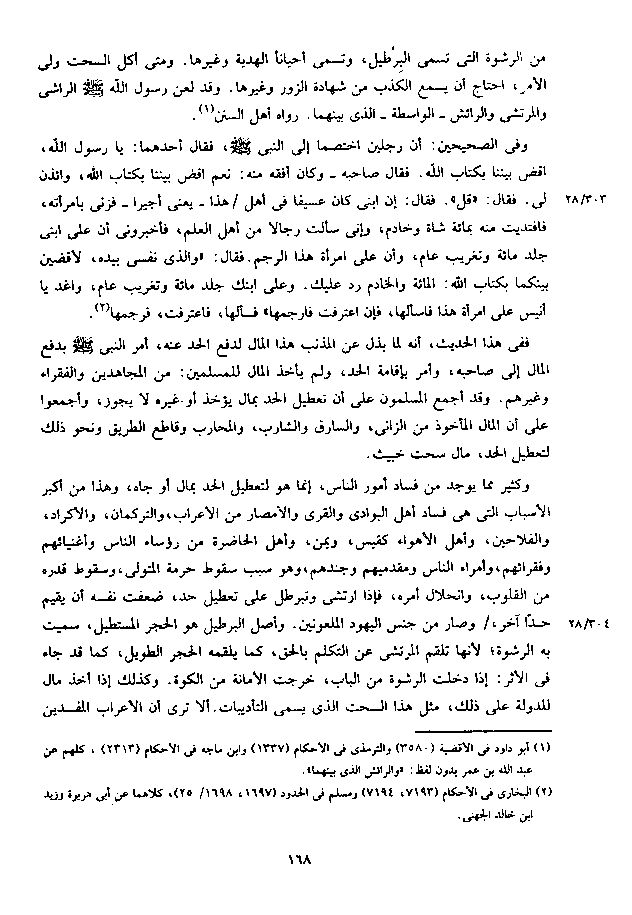 من الرشوة التى تسمى البِرْطيل، وتسمى أحيانًا الهدية وغيرها. ومتى أكل السحت ولى
الأمر، احتاج أن يسمع الكذب من شهادة الزور وغيرها. وقد لعن رسول الله ﷺ الراشى
والمرتشى والرائش ـ الواسطة ـ الذى بينهما. رواه أهل السنن(١).
وفى الصحيحين: أن رجلين اختصما إلى النبى ﷺ، فقال أحدهما: يا رسول الله،
اقض بيننا بكتاب الله. فقال صاحبه ـ وكان أفقه منه: نعم اقض بيننا بكتاب الله، وائذن
لى. فقال: «قل». فقال: إن ابنى كان عسيفا فى أهل / هذا ـ يعنى أجيرا ـ فزنى بامرأته، ٢٨/٣٠٣
فافتديت منه بمائة شاة وخادم، وإنى سألت رجالا من أهل العلم، فأخبرونى أن على ابنى
جلد مائة وتغريب عام، وأن على امرأة هذا الرجم. فقال: «والذى نفسى بيده، لأقضين
بينكما بكتاب الله: المائة والخادم رد عليك. وعلى ابنك جلد مائة وتغريب عام، واغد يا
أنيس على امرأة هذا فاسألها، فإن اعترفت فارجمها» فسألها، فاعترفت، فرجمها(٢).
ففى هذا الحديث، أنه لما بذل عن المذنب هذا المال لدفع الحد عنه، أمر النبى ﷺ بدفع
المال إلى صاحبه، وأمر بإقامة الحد، ولم يأخذ المال للمسلمين: من المجاهدين والفقراء
وغيرهم. وقد أجمع المسلمون على أن تعطيل الحد بمال يؤخذ أو غيره لا يجوز، وأجمعوا
على أن المال المأخوذ من الزانى، والسارق والشارب، والمحارب وقاطع الطريق ونحو ذلك
لتعطيل الحد، مال سحت خبيث.
وكثير مما يوجد من فساد أمور الناس، إنما هو لتعطيل الحد بمال أو جاه، وهذا من أكبر
الأسباب التى هى فساد أهل البوادى والقرى والأمصار من الأعراب، والتركمان، والأكراد،
والفلاحين، وأهل الأهواء كقيس، ويمن، وأهل الحاضرة من رؤساء الناس وأغنيائهم
وفقرائهم، وأمراء الناس ومقدميهم وجندهم، وهو سبب سقوط حرمة المتولى، وسقوط قدره
من القلوب، وانحلال أمره، فإذا ارتشى وتبرطل على تعطيل حد، ضعفت نفسه أن يقيم
حدًا آخر، / وصار من جنس اليهود الملعونين. وأصل البرطيل هو الحجر المستطيل، سميت ٢٨/٣٠٤
به الرشوة؛ لأنها تلقم المرتشى عن التكلم بالحق، كما يلقمه الحجر الطويل، كما قد جاء
فى الأثر: إذا دخلت الرشوة من الباب، خرجت الأمانة من الكوة. وكذلك إذا أخذ مال
للدولة على ذلك، مثل هذا السحت الذى يسمى التأديبات. ألا ترى أن الأعراب المفسدين
(١) أبو داود فى الأقضية (٣٥٨٠) والترمذى فى الأحكام (١٣٣٧) وابن ماجه فى الأحكام (٢٣١٣) ، كلهم عن
عبد الله بن عمر بدون لفظ: «والرائش الذى بينهما».
(٢) البخارى فى الأحكام (٧١٩٣، ٧١٩٤) ومسلم فى الحدود (١٦٩٧، ١٦٩٨/ ٢٥)، كلاهما عن أبى هريرة وزيد
ابن خالد الجهنى.
١٦٨